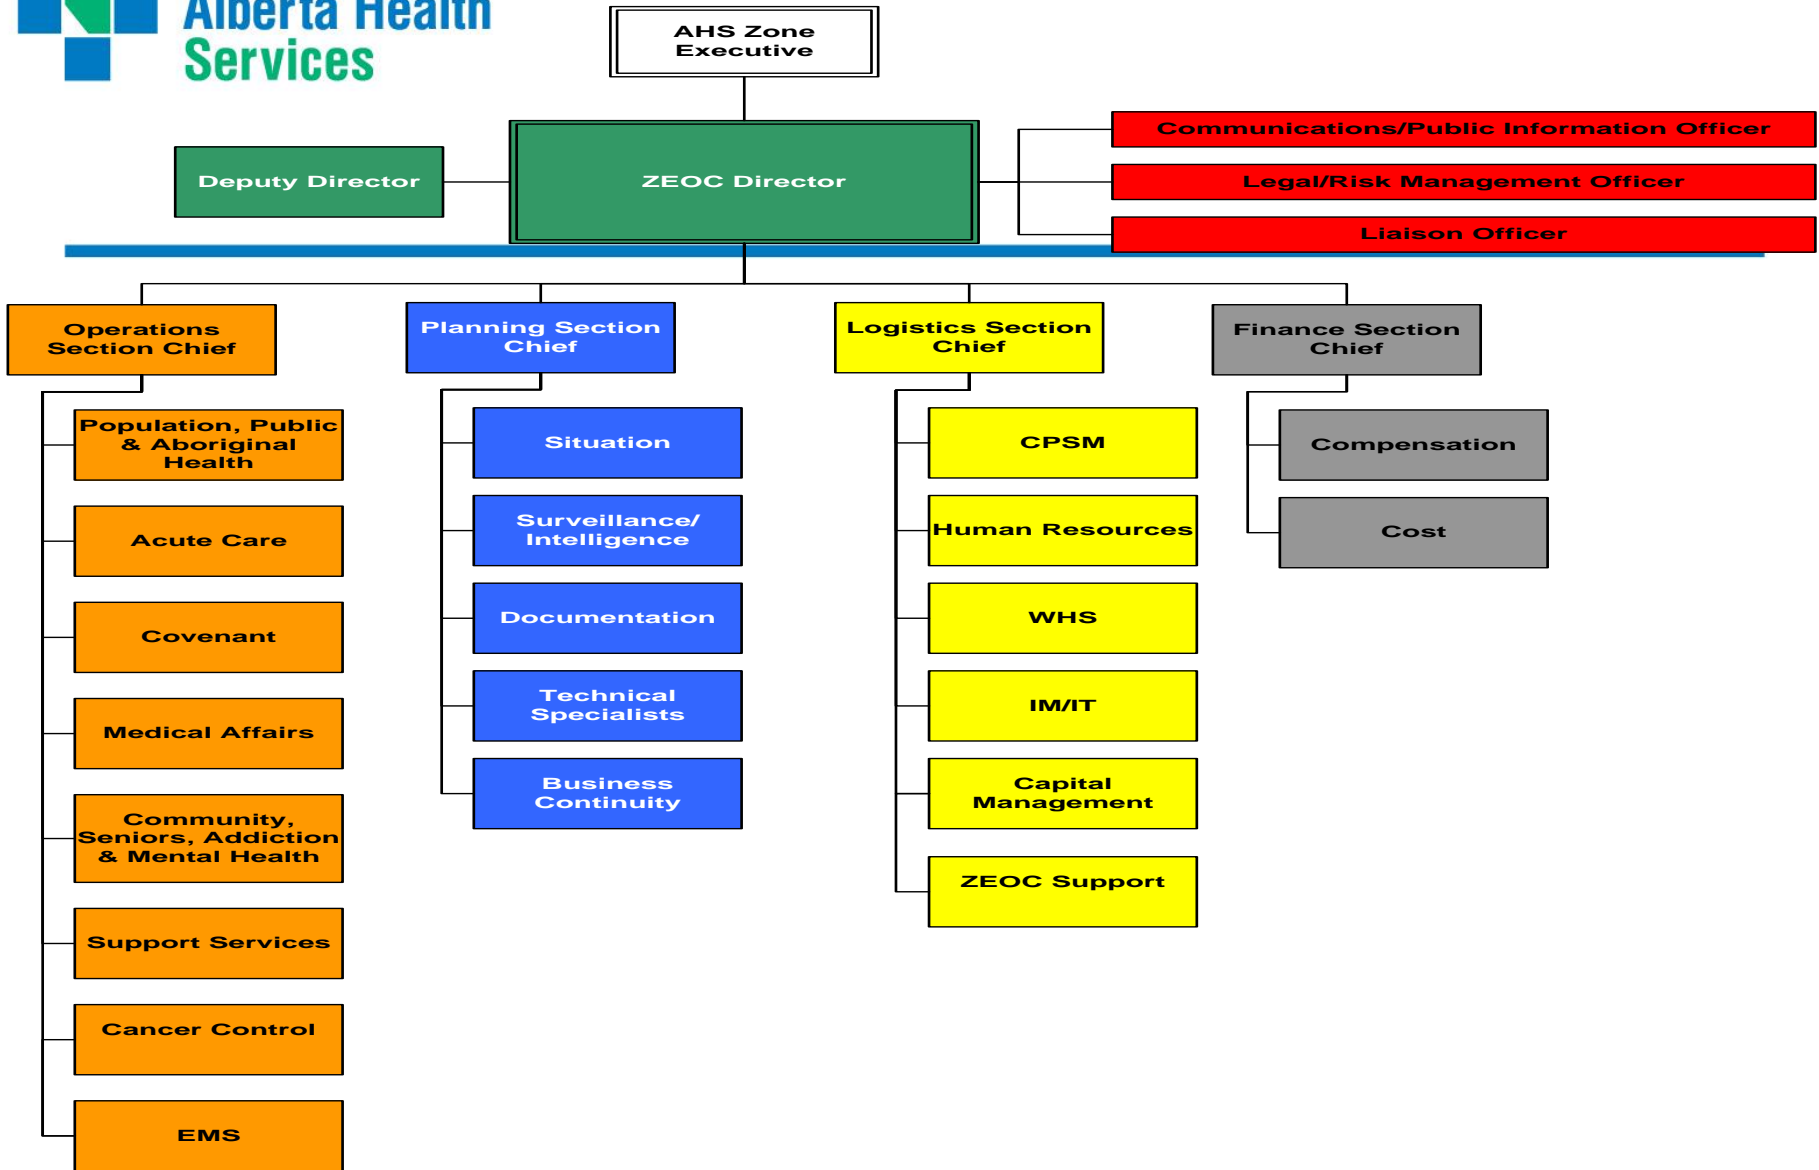 Alberta Health
Services
AHS Zone
Executive
Deputy Director
ZEOC Director
Communications/Public Information Officer
Legal/Risk Management Officer
Liaison Officer
Operations
Section Chief
Population, Public
& Aboriginal
Health
Acute Care
Covenant
Medical Affairs
Community,
Seniors, Addiction
& Mental Health
Support Services
Cancer Control
EMS
Planning Section
Chief
Situation
Surveillance/
Intelligence
Documentation
Technical
Specialists
Business
Continuity
Logistics Section
Chief
CPSM
Human Resources
WHS
IM/IT
Capital
Management
ZEOC Support
Finance Section
Chief
Compensation
Cost